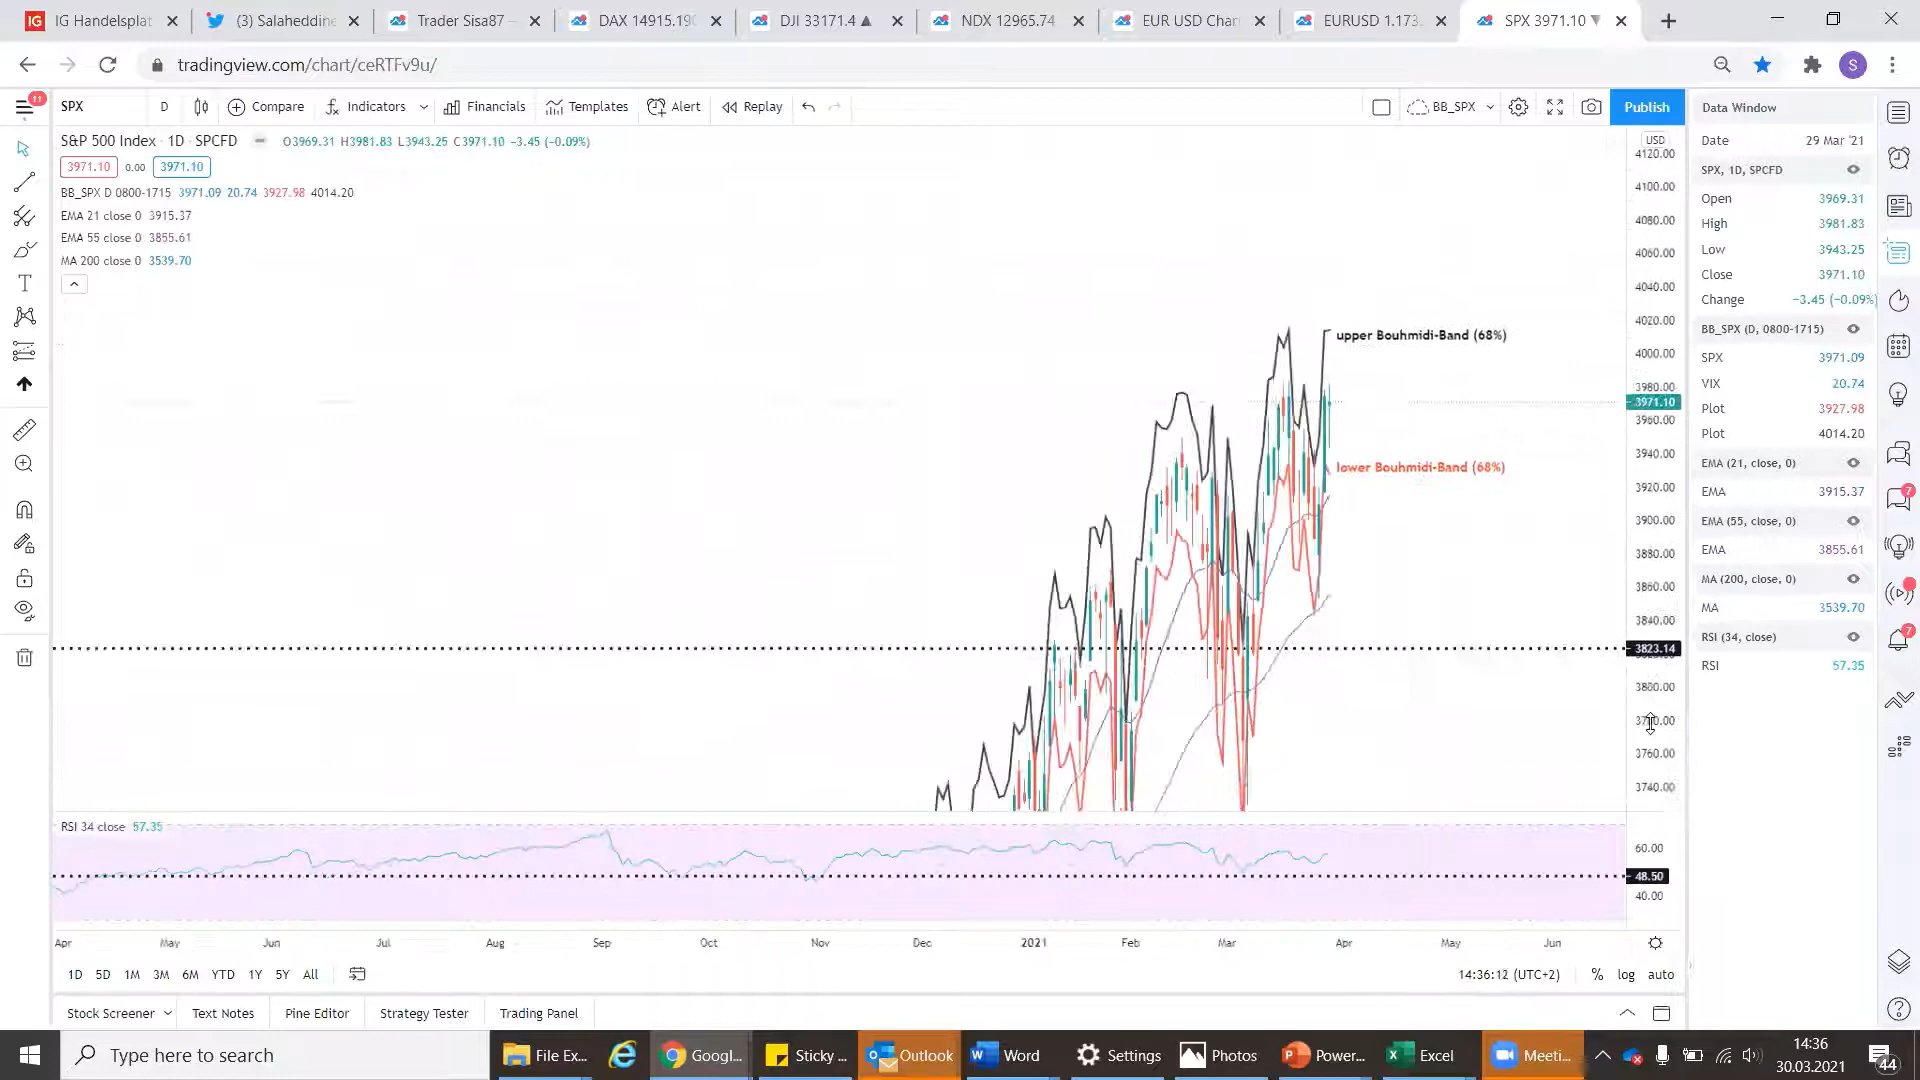 IG Handelsplat
(3) Salaheddine
Trader Sisa87 —
DAX 14915.190
DJI 33171.4 ▲
NDX 12965.74
EUR USD Chart
EURUSD 1.173
SPX 3971.10 ▼
tradingview.com/chart/ceRTFv9u/
S
11
SPX
D
Compare
Indicators
Financials
Templates
Alert
Replay
BB_SPX
Publish
S&P 500 Index · 1D · SPCFD
O3969.31 H3981.83 L3943.25 C3971.10 −3.45 (−0.09%)
3971.10 0.00 3971.10
BB_SPX D 0800-1715 3971.09 20.74 3927.98 4014.20
EMA 21 close 0 3915.37
EMA 55 close 0 3855.61
MA 200 close 0 3539.70
upper Bouhmidi-Band (68%)
lower Bouhmidi-Band (68%)
USD
4120.00
4100.00
4080.00
4060.00
4040.00
4020.00
4000.00
3980.00
3971.10
3960.00
3940.00
3920.00
3900.00
3880.00
3860.00
3840.00
3823.14
3800.00
3760.00
3740.00
RSI 34 close 57.35
60.00
48.50
40.00
Apr May Jun Jul Aug Sep Oct Nov Dec 2021 Feb Mar Apr May Jun
1D 5D 1M 3M 6M YTD 1Y 5Y All
14:36:12 (UTC+2) % log auto
Stock Screener
Text Notes
Pine Editor
Strategy Tester
Trading Panel
Data Window
Date 29 Mar '21
SPX, 1D, SPCFD
Open 3969.31
High 3981.83
Low 3943.25
Close 3971.10
Change −3.45 (−0.09%)
BB_SPX (D, 0800-1715)
SPX 3971.09
VIX 20.74
Plot 3927.98
Plot 4014.20
EMA (21, close, 0)
EMA 3915.37
EMA (55, close, 0)
EMA 3855.61
MA (200, close, 0)
MA 3539.70
RSI (34, close)
RSI 57.35
7
7
Type here to search
File Ex...
Googl...
Sticky ...
Outlook
Word
Settings
Photos
Power...
Excel
Meeti...
14:36
30.03.2021
44